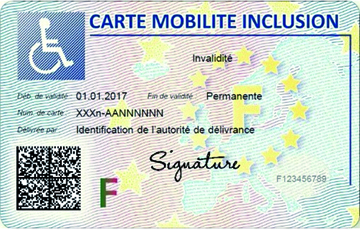 CARTE MOBILITE INCLUSION
Invalidité
Déb. de validité 01.01.2017 Fin de validité Permanente
Num. de carte XXXn-AANNNNNN
Délivrée par Identification de l'autorité de délivrance
Signature
F
F
F123456789